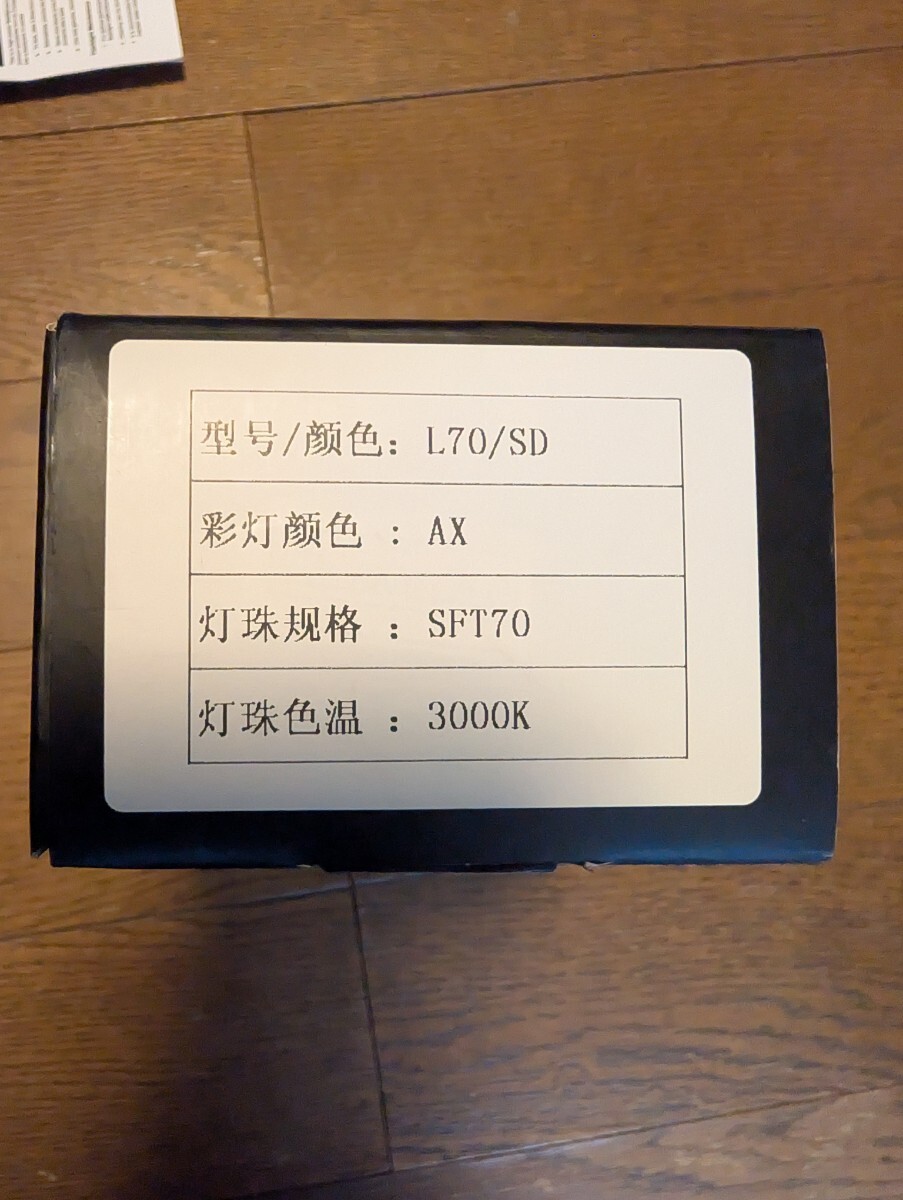 型号/颜色：L70/SD
彩灯颜色 ：AX
灯珠规格 ：SFT70
灯珠色温 ：3000K